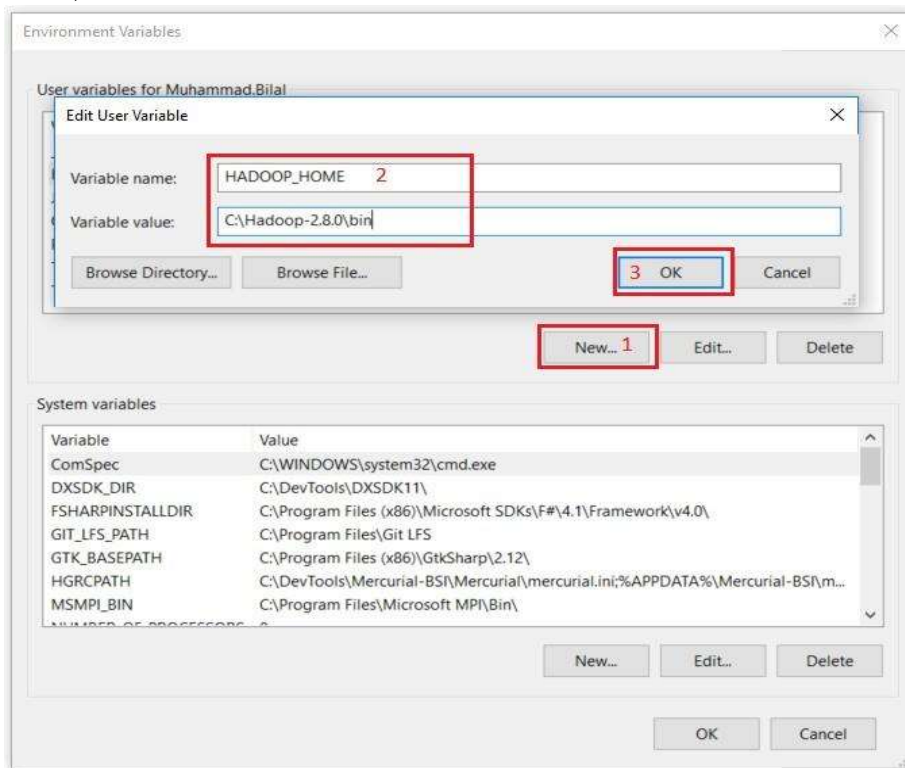 Environment Variables
User variables for Muhammad.Bilal
Edit User Variable
Variable name: HADOOP_HOME 2
Variable value: C:\Hadoop-2.8.0\bin
Browse Directory... Browse File... 3 OK Cancel
New... 1 Edit... Delete
System variables
Variable Value
ComSpec C:\WINDOWS\system32\cmd.exe
DXSDK_DIR C:\DevTools\DXSDK11\
FSHARPINSTALLDIR C:\Program Files (x86)\Microsoft SDKs\F#\4.1\Framework\v4.0\
GIT_LFS_PATH C:\Program Files\Git LFS
GTK_BASEPATH C:\Program Files (x86)\GtkSharp\2.12\
HGRCPATH C:\DevTools\Mercurial-BSI\Mercurial\mercurial.ini;%APPDATA%\Mercurial-BSI\m...
MSMPI_BIN C:\Program Files\Microsoft MPI\Bin\
New... Edit... Delete
OK Cancel